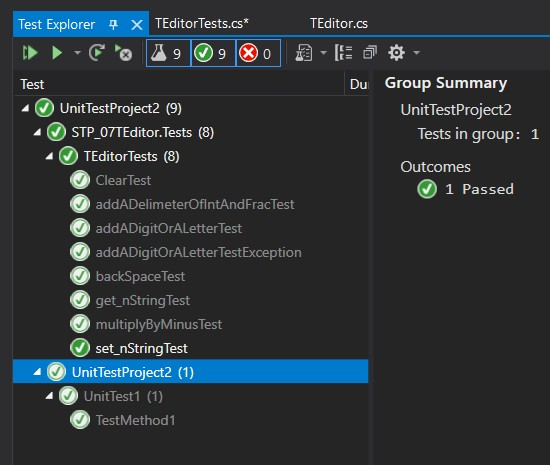 Test Explorer
TEditorTests.cs*
TEditor.cs
9 9 0
Test
Du
Group Summary
UnitTestProject2 (9)
UnitTestProject2
STP_07TEditor.Tests (8)
Tests in group: 1
TEditorTests (8)
Outcomes
ClearTest
1 Passed
addADelimeterOfIntAndFracTest
addADigitOrALetterTest
addADigitOrALetterTestException
backSpaceTest
get_nStringTest
multiplyByMinusTest
set_nStringTest
UnitTestProject2 (1)
UnitTest1 (1)
TestMethod1